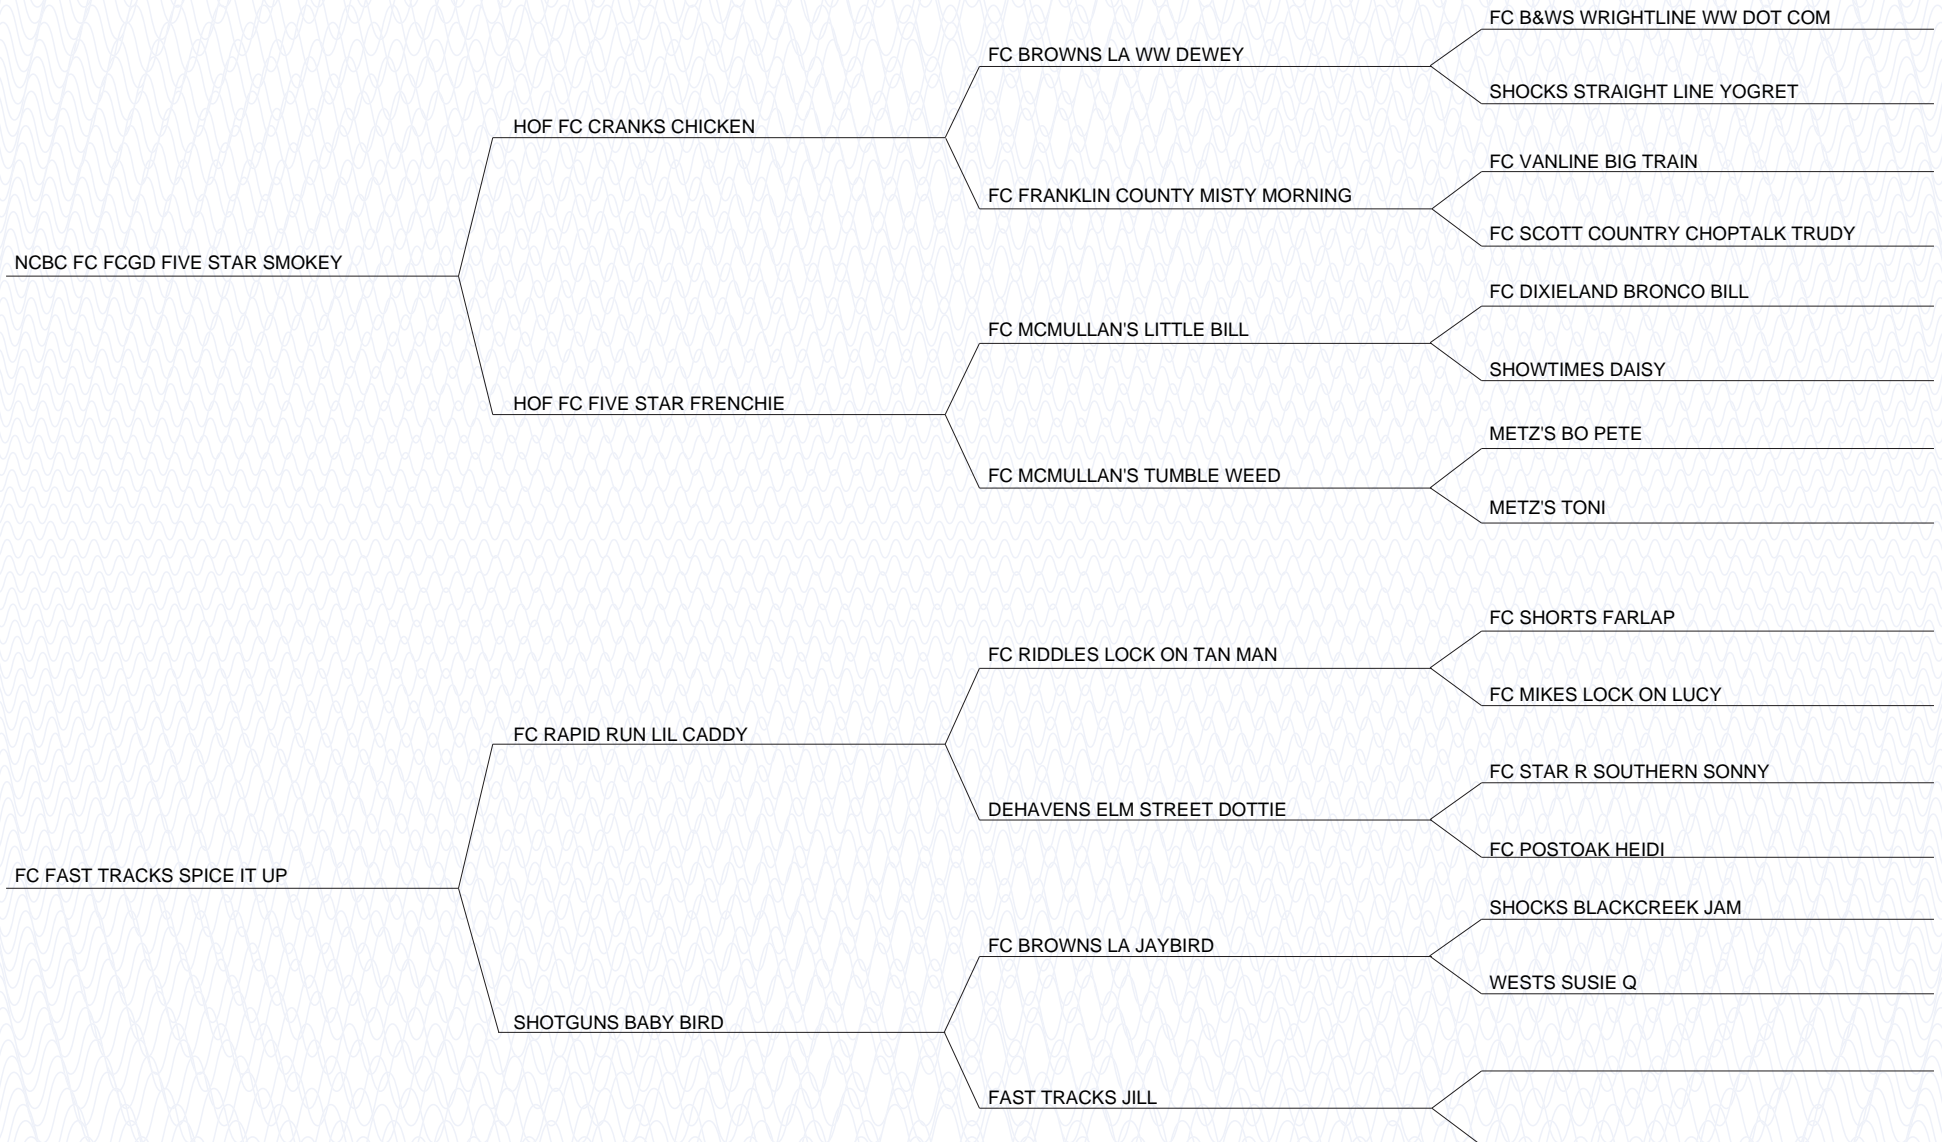 FC B&WS WRIGHTLINE WW DOT COM
FC BROWNS LA WW DEWEY
SHOCKS STRAIGHT LINE YOGRET
HOF FC CRANKS CHICKEN
FC VANLINE BIG TRAIN
FC FRANKLIN COUNTY MISTY MORNING
FC SCOTT COUNTRY CHOPTALK TRUDY
NCBC FC FCGD FIVE STAR SMOKEY
FC DIXIELAND BRONCO BILL
FC MCMULLAN'S LITTLE BILL
SHOWTIMES DAISY
HOF FC FIVE STAR FRENCHIE
METZ'S BO PETE
FC MCMULLAN'S TUMBLE WEED
METZ'S TONI
FC SHORTS FARLAP
FC RIDDLES LOCK ON TAN MAN
FC MIKES LOCK ON LUCY
FC RAPID RUN LIL CADDY
FC STAR R SOUTHERN SONNY
DEHAVENS ELM STREET DOTTIE
FC POSTOAK HEIDI
FC FAST TRACKS SPICE IT UP
SHOCKS BLACKCREEK JAM
FC BROWNS LA JAYBIRD
WESTS SUSIE Q
SHOTGUNS BABY BIRD
FAST TRACKS JILL